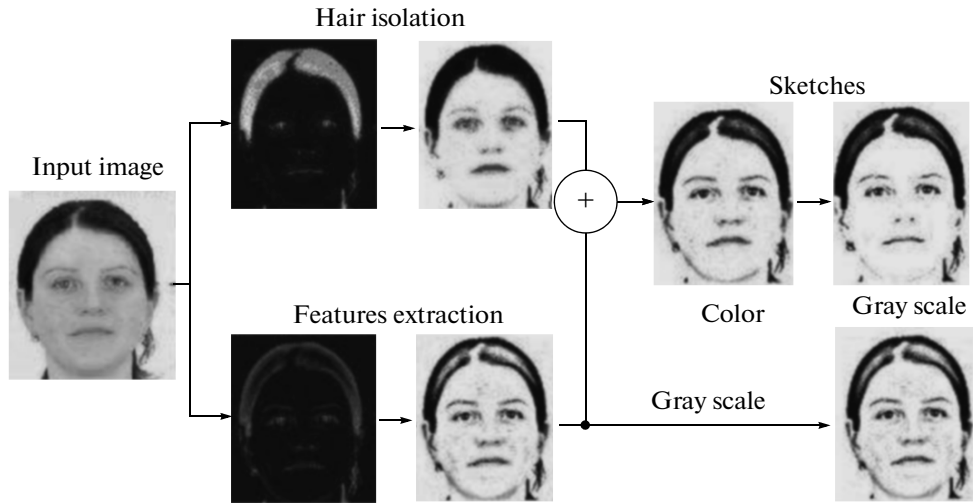 Hair isolation
Sketches
Input image
+
Features extraction
Color
Gray scale
Gray scale